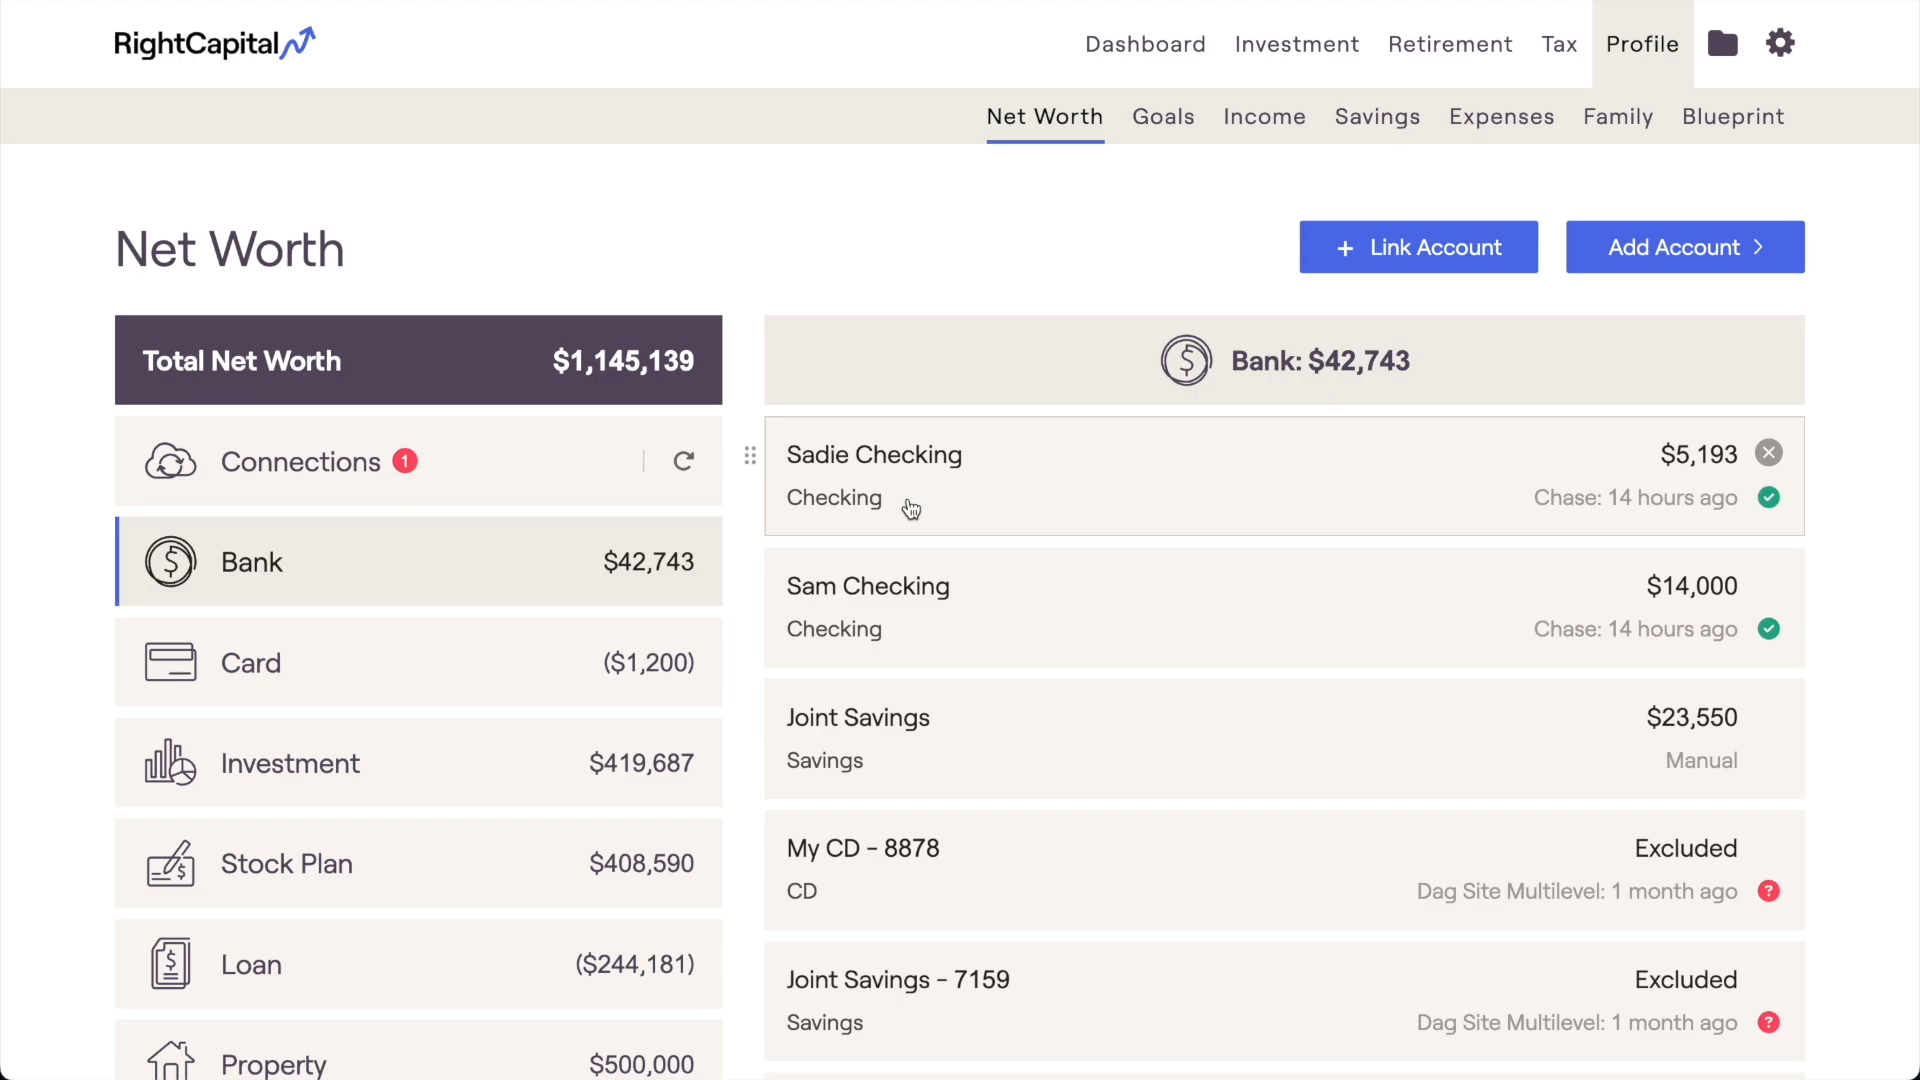 RightCapital
Dashboard Investment Retirement Tax Profile
Net Worth Goals Income Savings Expenses Family Blueprint
Net Worth
+ Link Account
Add Account >
Total Net Worth $1,145,139
Connections 1
Bank $42,743
Card ($1,200)
Investment $419,687
Stock Plan $408,590
Loan ($244,181)
Property $500,000
Bank: $42,743
Sadie Checking $5,193
Checking Chase: 14 hours ago
Sam Checking $14,000
Checking Chase: 14 hours ago
Joint Savings $23,550
Savings Manual
My CD - 8878 Excluded
CD Dag Site Multilevel: 1 month ago ?
Joint Savings - 7159 Excluded
Savings Dag Site Multilevel: 1 month ago ?